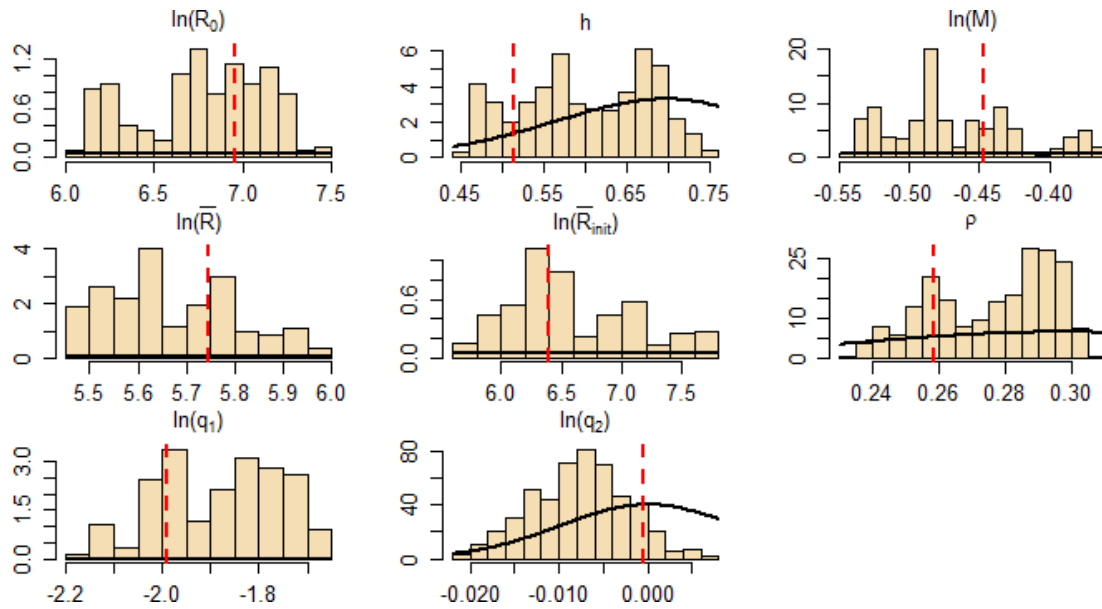 ln(R₀)
0.0 0.6 1.2
6.0 6.5 7.0 7.5
h
0 2 4 6
0.45 0.55 0.65 0.76
ln(M)
0 10 20
-0.55 -0.48 -0.40
ln(R̅)
0 2 4
5.5 5.6 5.7 5.8 5.9 6.0
ln(R̅init)
0.0 0.6
6.0 6.5 7.0 7.5
ρ
0 10 25
0.24 0.26 0.28 0.30
ln(q₁)
0.0 1.5 3.0
-2.2 -2.0 -1.8
ln(q₂)
0 40 80
-0.020 -0.010 0.000